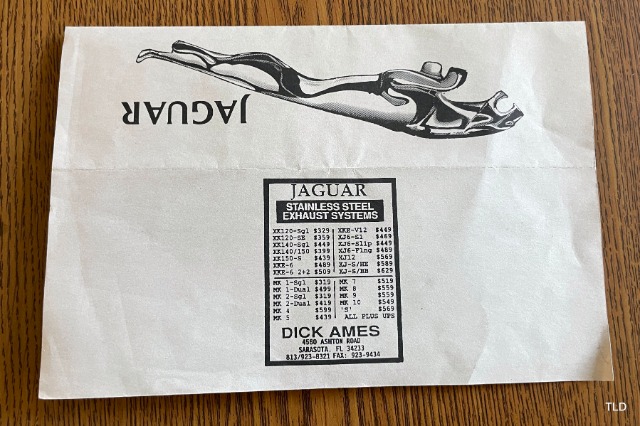 JAGUAR
JAGUAR
STAINLESS STEEL
EXHAUST SYSTEMS
XK120-Sgl $329 XKE-V12 $449
XK120-SE $359 XJ6-S1 $469
XK140-Sgl $449 XJ6-Slip $449
XK140/150 $399 XJ6-Flng $489
XK150-S $439 XJ12 $569
XKE-6 $489 XJ-S/HE $589
XKE-6 2+2 $509 XJ-S/HE $629
MK 1-Sgl $319 MK 7 $519
MK 1-Dual $499 MK 8 $559
MK 2-Sgl $319 MK 9 $559
MK 2-Dual $419 MK 10 $549
MK 4 $599 'S' $569
MK 5 $439 ALL PLUS UPS
DICK AMES
4550 ASHTON ROAD
SARASOTA, FL 34233
813/923-8321 FAX: 923-9434
TLD